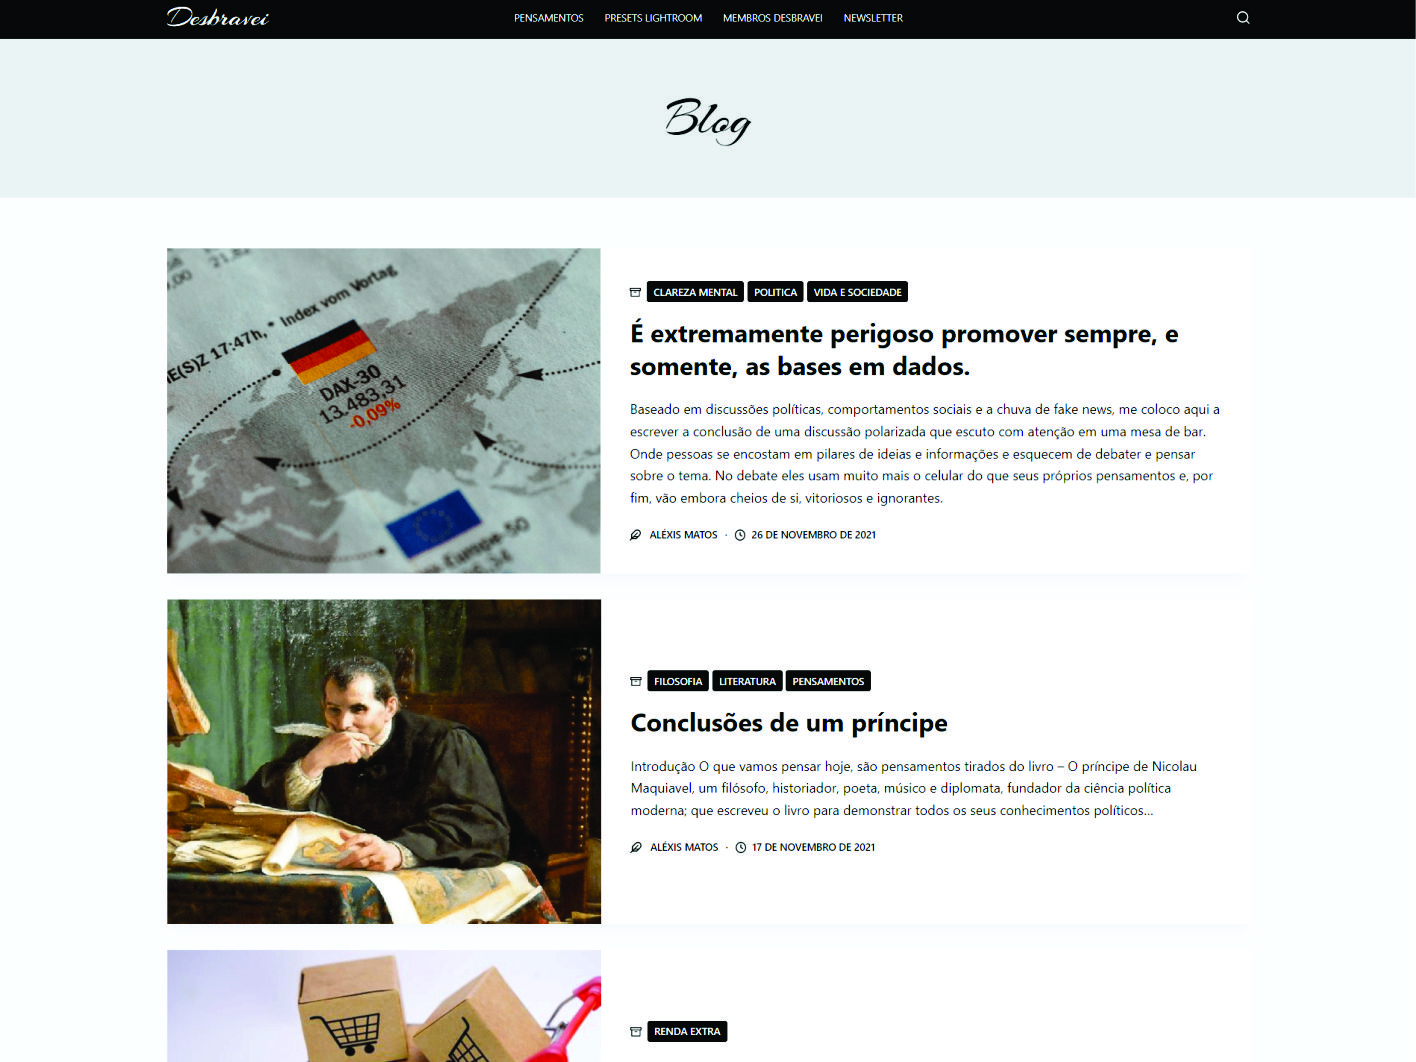 Desbravei
PENSAMENTOS PRESETS LIGHTROOM MEMBROS DESBRAVEI NEWSLETTER
Blog
21,82
,00
Index vom Vortag
E(S)Z 17:47h, *
DAX-30
13.483,31
-0,09%
Europe-50
CLAREZA MENTAL POLITICA VIDA E SOCIEDADE
É extremamente perigoso promover sempre, e
somente, as bases em dados.
Baseado em discussões políticas, comportamentos sociais e a chuva de fake news, me coloco aqui a
escrever a conclusão de uma discussão polarizada que escuto com atenção em uma mesa de bar.
Onde pessoas se encostam em pilares de ideias e informações e esquecem de debater e pensar
sobre o tema. No debate eles usam muito mais o celular do que seus próprios pensamentos e, por
fim, vão embora cheios de si, vitoriosos e ignorantes.
ALÉXIS MATOS · 26 DE NOVEMBRO DE 2021
FILOSOFIA LITERATURA PENSAMENTOS
Conclusões de um príncipe
Introdução O que vamos pensar hoje, são pensamentos tirados do livro – O príncipe de Nicolau
Maquiavel, um filósofo, historiador, poeta, músico e diplomata, fundador da ciência política
moderna; que escreveu o livro para demonstrar todos os seus conhecimentos políticos…
ALÉXIS MATOS · 17 DE NOVEMBRO DE 2021
RENDA EXTRA